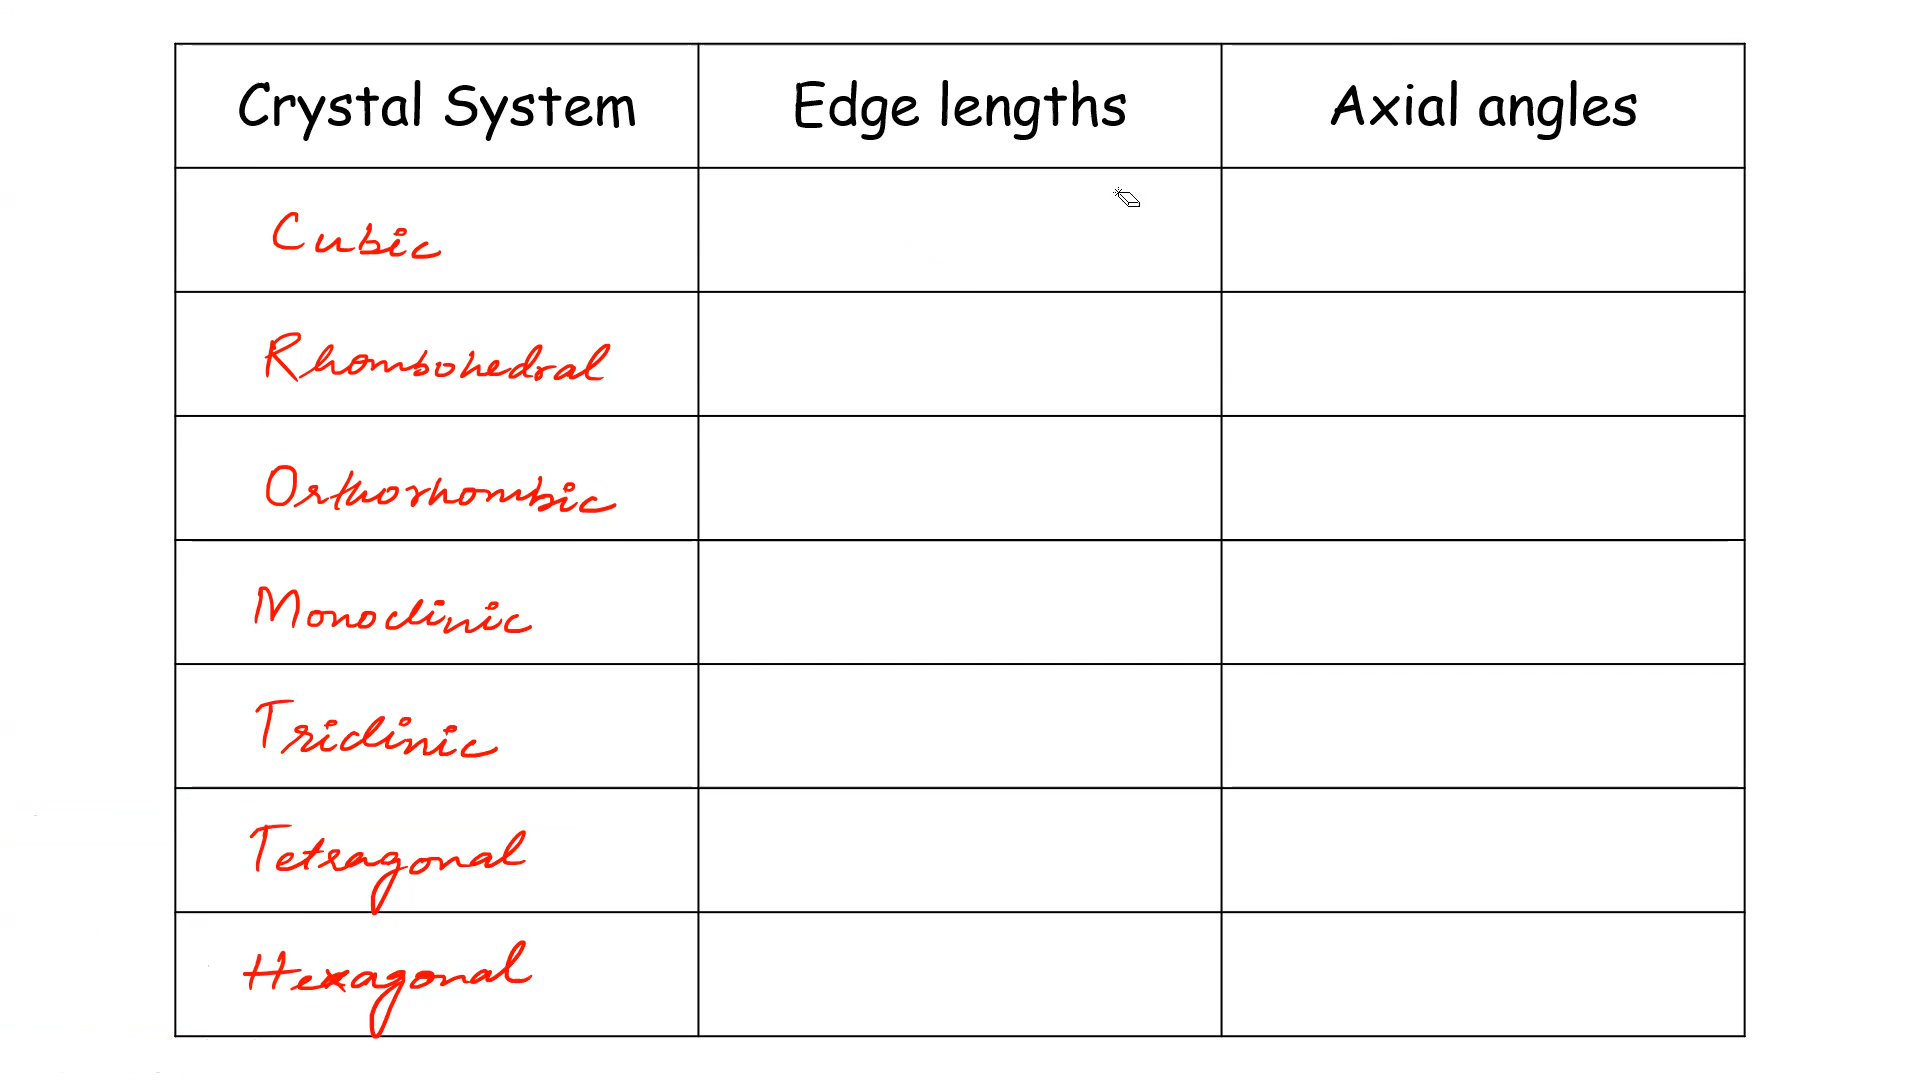 Crystal System Edge lengths Axial angles
Cubic
Rhombohedral
Orthorhombic
Monoclinic
Triclinic
Tetragonal
Hexagonal